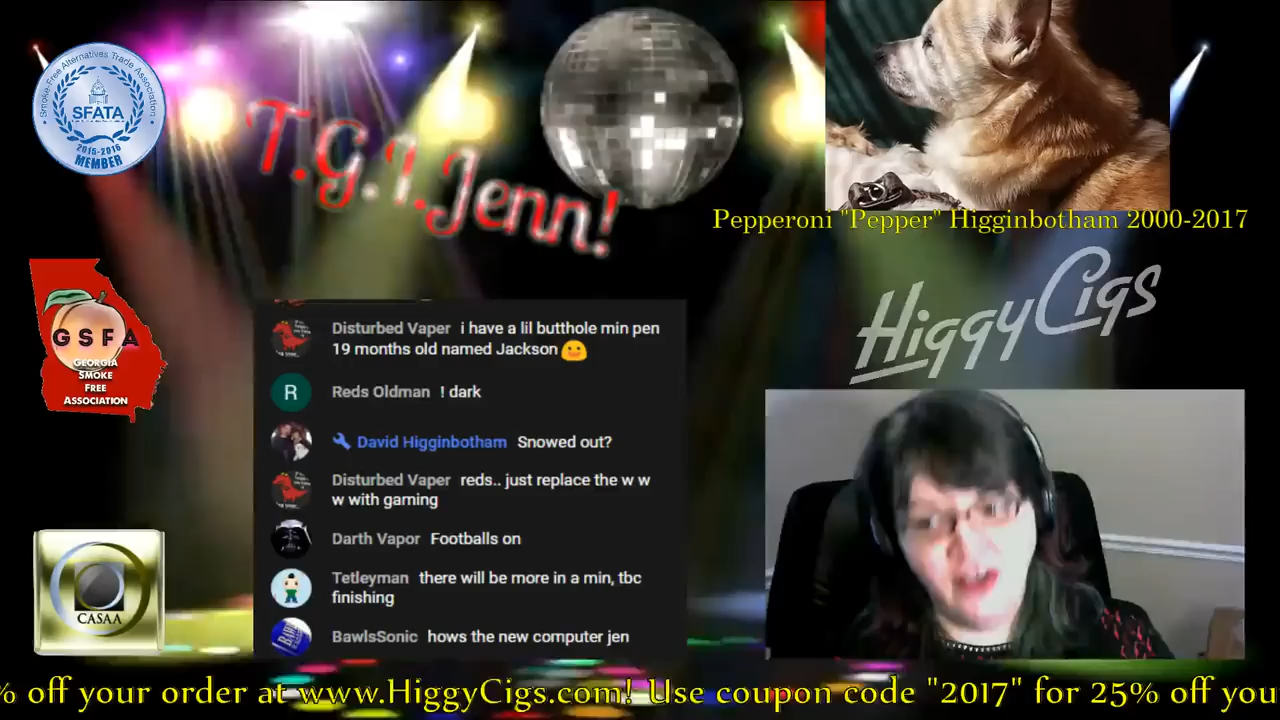 Smoke-Free Alternatives Trade Association
SFATA
2015-2016
MEMBER
T.G.I.Jenn!
Pepperoni "Pepper" Higginbotham 2000-2017
HiggyCigs
GSFA
GEORGIA
SMOKE
FREE
ASSOCIATION
CASAA
Disturbed Vaper i have a lil butthole min pen
19 months old named Jackson
R
Reds Oldman ! dark
David Higginbotham Snowed out?
Disturbed Vaper reds.. just replace the w w
w with gaming
Darth Vapor Footballs on
Tetleyman there will be more in a min, tbc
finishing
BawlsSonic hows the new computer jen
% off your order at www.HiggyCigs.com! Use coupon code "2017" for 25% off you